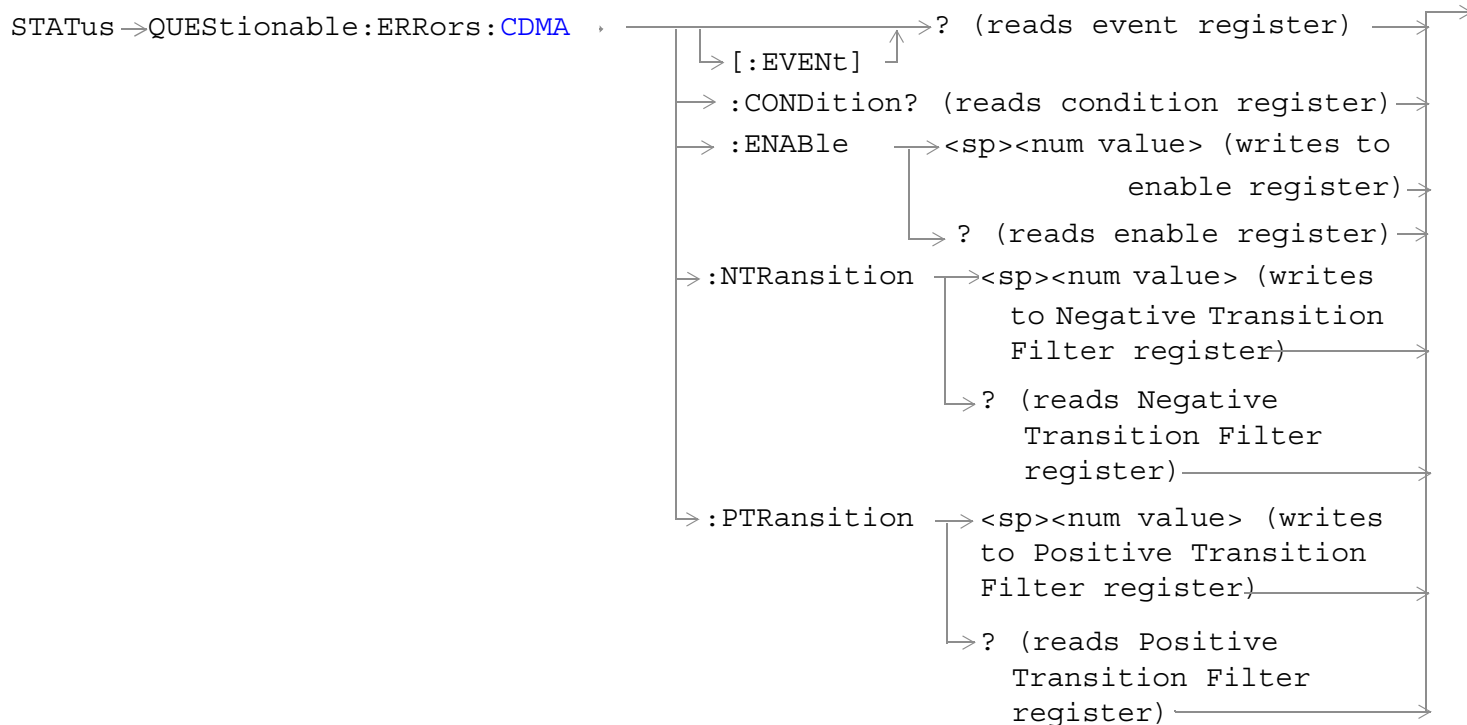 STATus QUEStionable:ERRors:CDMA ? (reads event register)
[:EVENt]
:CONDition? (reads condition register)
:ENABle <sp><num value> (writes to
enable register)
? (reads enable register)
:NTRansition <sp><num value> (writes
to Negative Transition
Filter register)
? (reads Negative
Transition Filter
register)
:PTRansition <sp><num value> (writes
to Positive Transition
Filter register)
? (reads Positive
Transition Filter
register)